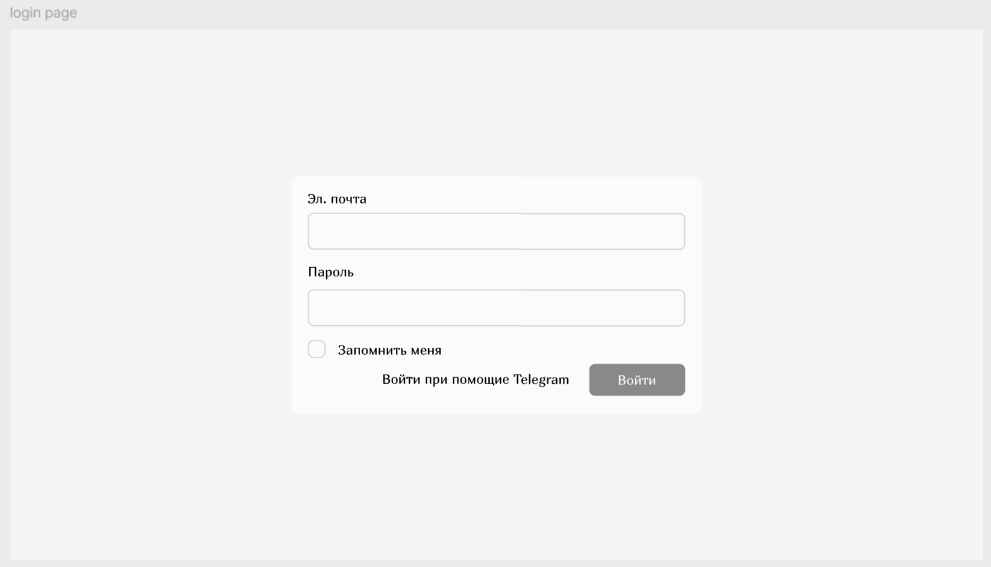 login page
Эл. почта
Пароль
Запомнить меня
Войти при помощие Telegram
Войти